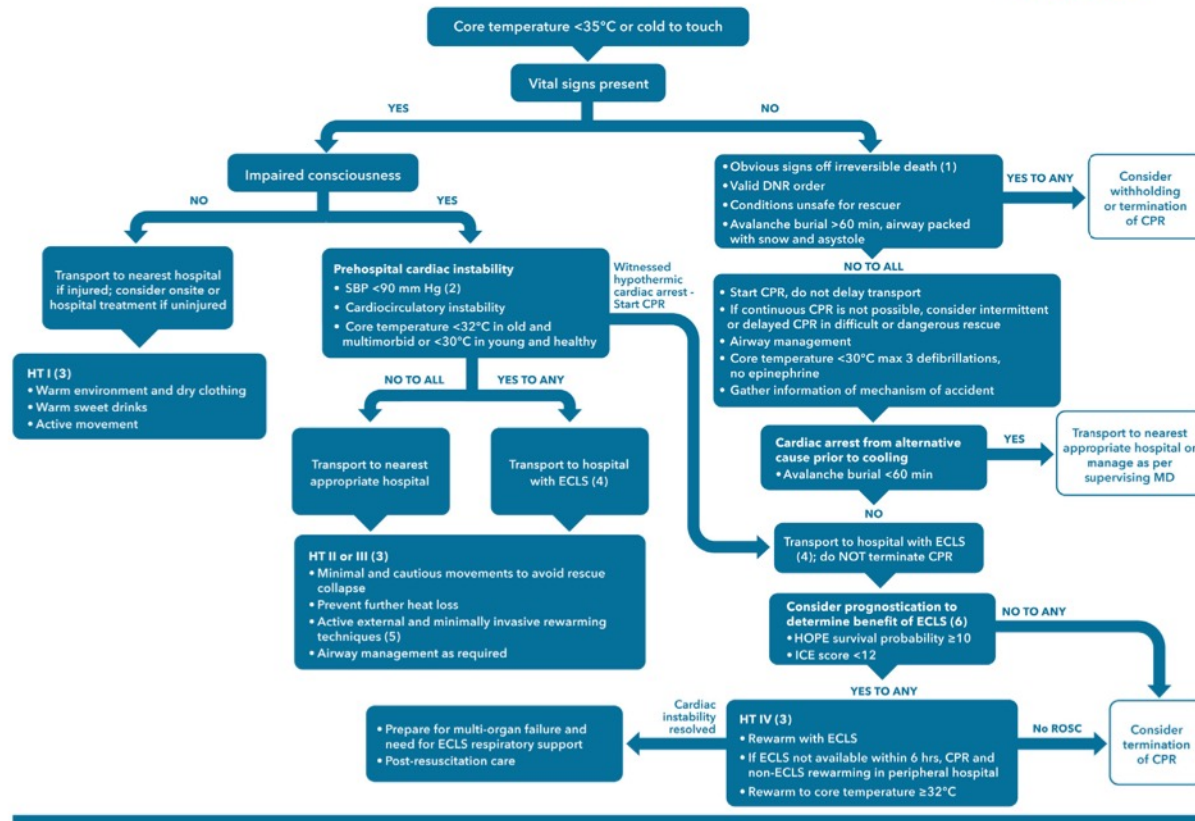 Core temperature <35°C or cold to touch
Vital signs present
YES
NO
Impaired consciousness
NO
YES
• Obvious signs off irreversible death (1)
• Valid DNR order
• Conditions unsafe for rescuer
• Avalanche burial >60 min, airway packed
with snow and asystole
YES TO ANY
Consider
withholding
or termination
of CPR
Transport to nearest hospital
if injured; consider onsite or
hospital treatment if uninjured
HT I (3)
• Warm environment and dry clothing
• Warm sweet drinks
• Active movement
Prehospital cardiac instability
• SBP <90 mm Hg (2)
• Cardiocirculatory instability
• Core temperature <32°C in old and
multimorbid or <30°C in young and healthy
Witnessed
hypothermic
cardiac arrest -
Start CPR
NO TO ALL
• Start CPR, do not delay transport
• If continuous CPR is not possible, consider intermittent
or delayed CPR in difficult or dangerous rescue
• Airway management
• Core temperature <30°C max 3 defibrillations,
no epinephrine
• Gather information of mechanism of accident
NO TO ALL
YES TO ANY
Transport to nearest
appropriate hospital
Transport to hospital
with ECLS (4)
HT II or III (3)
• Minimal and cautious movements to avoid rescue
collapse
• Prevent further heat loss
• Active external and minimally invasive rewarming
techniques (5)
• Airway management as required
Cardiac arrest from alternative
cause prior to cooling
• Avalanche burial <60 min
YES
Transport to nearest
appropriate hospital or
manage as per
supervising MD
NO
Transport to hospital with ECLS
(4); do NOT terminate CPR
Consider prognostication to
determine benefit of ECLS (6)
• HOPE survival probability ≥10
• ICE score <12
NO TO ANY
YES TO ANY
HT IV (3)
• Rewarm with ECLS
• If ECLS not available within 6 hrs, CPR and
non-ECLS rewarming in peripheral hospital
• Rewarm to core temperature ≥32°C
Cardiac
instability
resolved
• Prepare for multi-organ failure and
need for ECLS respiratory support
• Post-resuscitation care
No ROSC
Consider
termination
of CPR